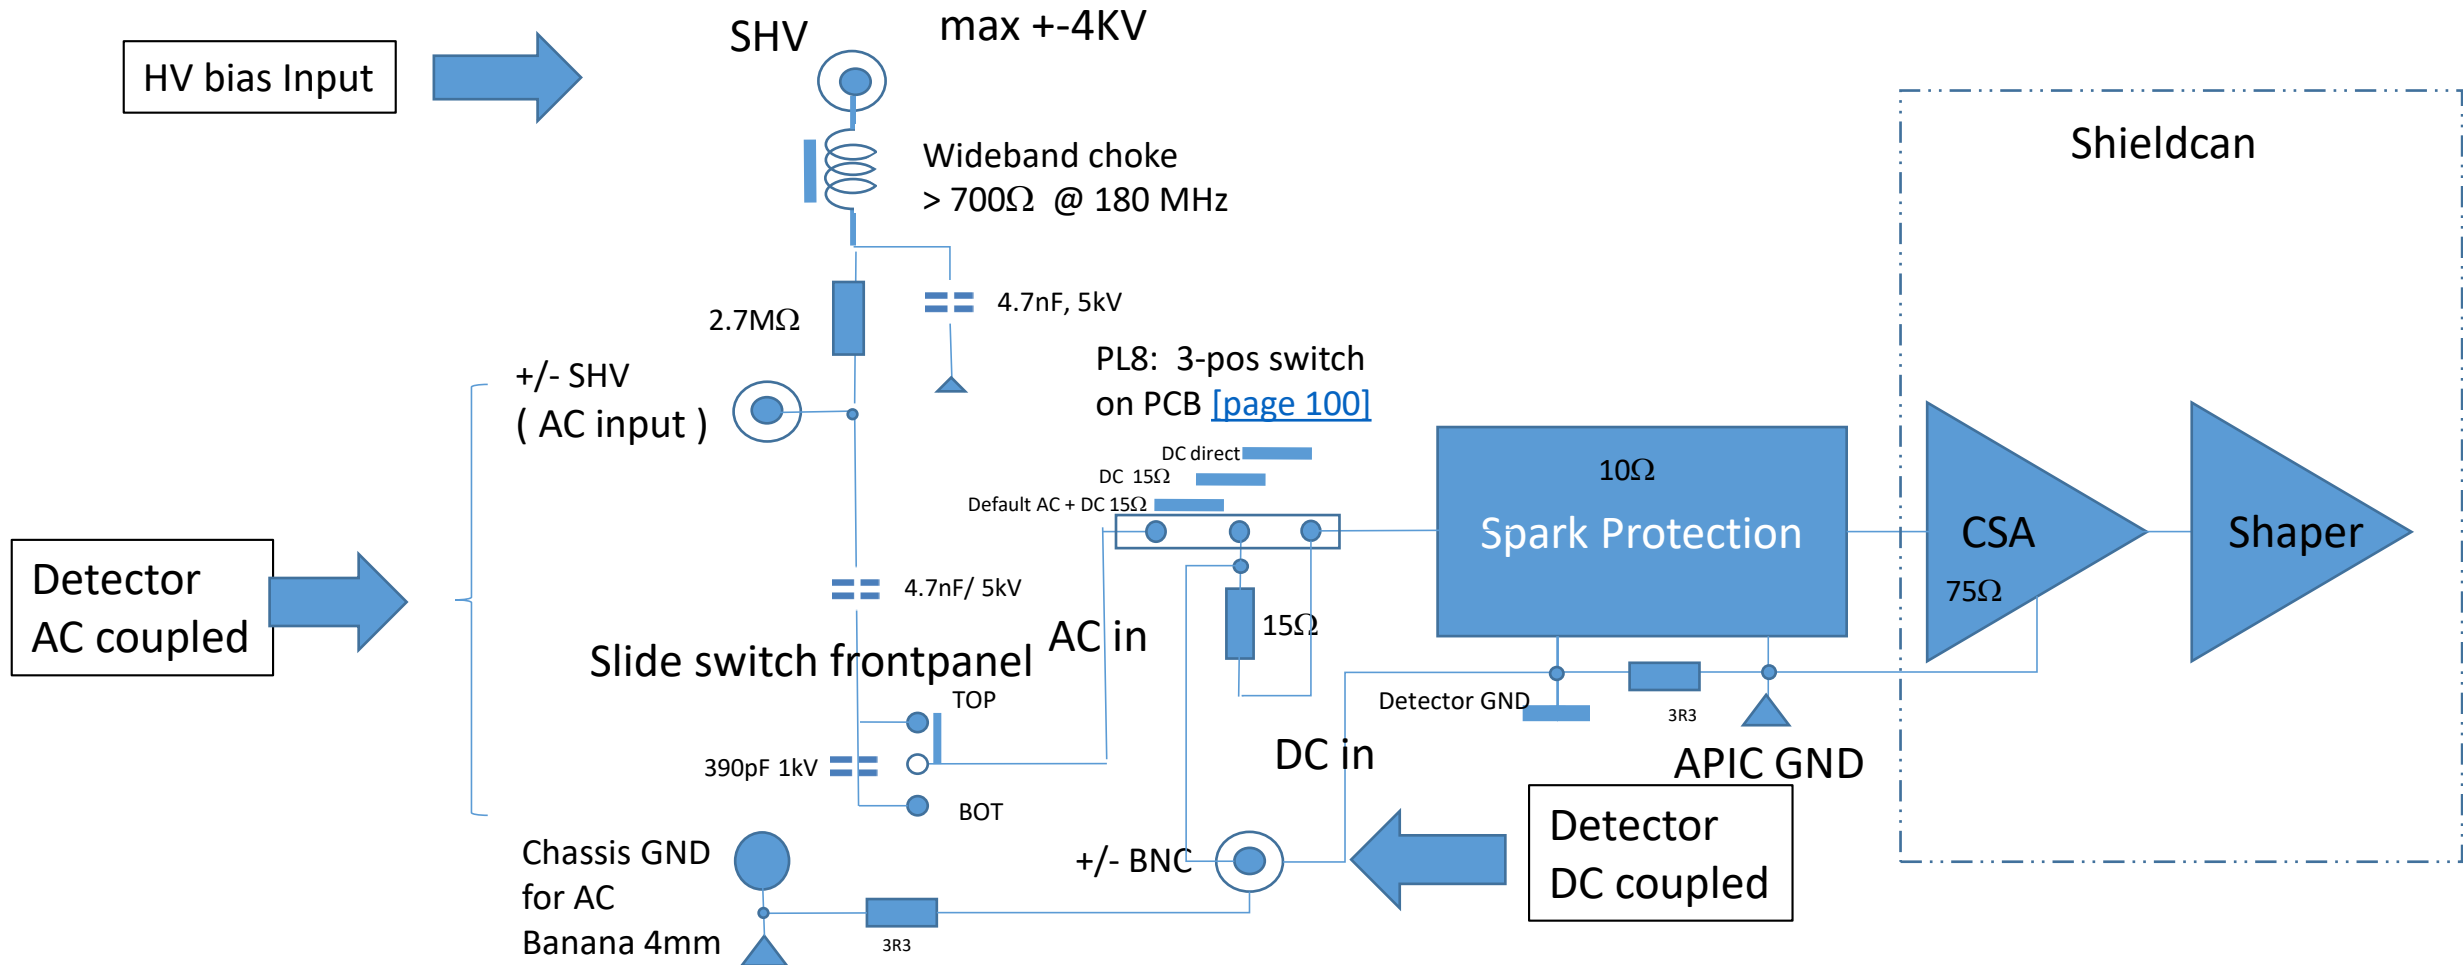 SHV
max +-4KV
HV bias Input
Shieldcan
Wideband choke
> 700Ω @ 180 MHz
4.7nF, 5kV
2.7MΩ
PL8: 3-pos switch
on PCB [page 100]
+/- SHV
( AC input )
DC direct
DC 15Ω
Default AC + DC 15Ω
10Ω
Spark Protection
CSA
75Ω
Shaper
Detector
AC coupled
4.7nF/ 5kV
AC in
15Ω
Slide switch frontpanel
TOP
Detector GND
3R3
390pF 1kV
DC in
APIC GND
BOT
Detector
DC coupled
Chassis GND
for AC
Banana 4mm
+/- BNC
3R3